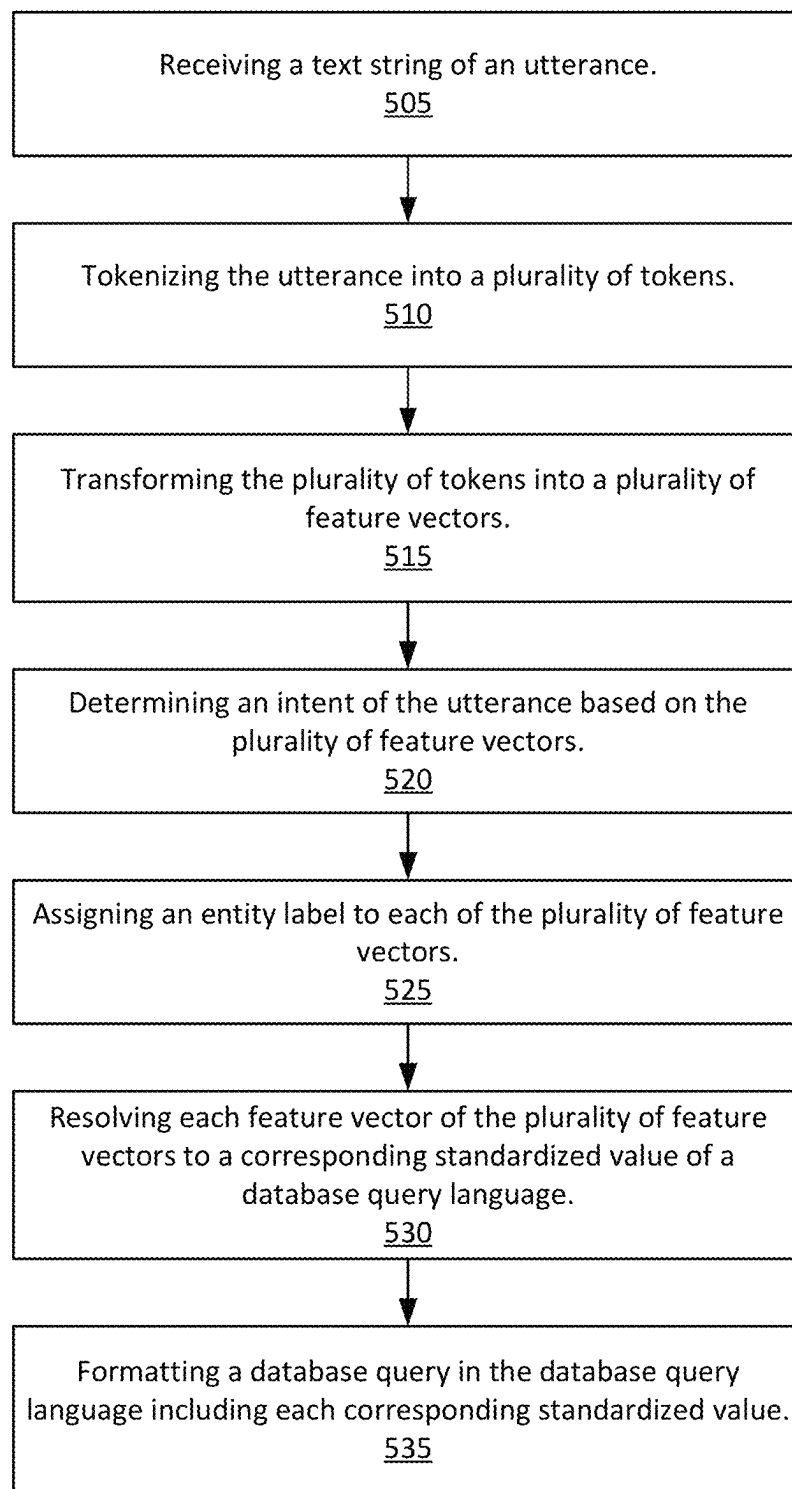 Receiving a text string of an utterance.
505
Tokenizing the utterance into a plurality of tokens.
510
Transforming the plurality of tokens into a plurality of
feature vectors.
515
Determining an intent of the utterance based on the
plurality of feature vectors.
520
Assigning an entity label to each of the plurality of feature
vectors.
525
Resolving each feature vector of the plurality of feature
vectors to a corresponding standardized value of a
database query language.
530
Formatting a database query in the database query
language including each corresponding standardized value.
535